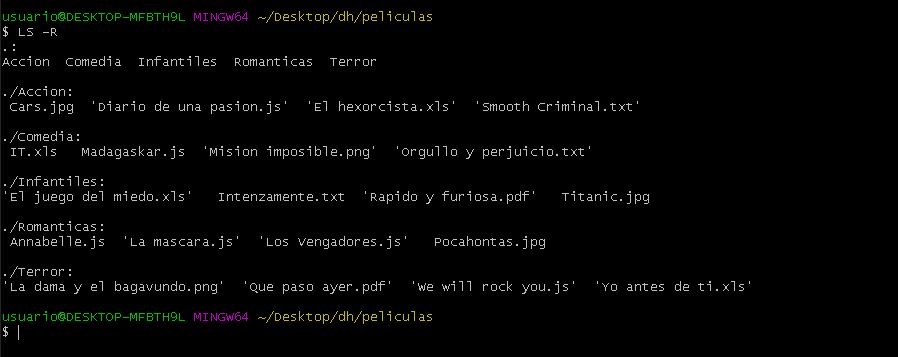 usuario@DESKTOP-MFBTH9L MINGW64 ~/Desktop/dh/peliculas
$ LS -R
.:
Accion  Comedia  Infantiles  Romanticas  Terror

./Accion:
 Cars.jpg  'Diario de una pasion.js'  'El hexorcista.xls'  'Smooth Criminal.txt'

./Comedia:
 IT.xls   Madagaskar.js  'Mision imposible.png'  'Orgullo y perjuicio.txt'

./Infantiles:
'El juego del miedo.xls'   Intenzamente.txt  'Rapido y furiosa.pdf'   Titanic.jpg

./Romanticas:
 Annabelle.js  'La mascara.js'  'Los Vengadores.js'   Pocahontas.jpg

./Terror:
'La dama y el bagavundo.png'  'Que paso ayer.pdf'  'We will rock you.js'  'Yo antes de ti.xls'

usuario@DESKTOP-MFBTH9L MINGW64 ~/Desktop/dh/peliculas
$